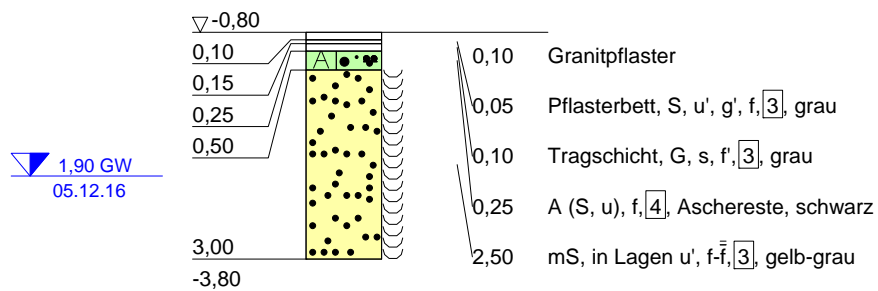 -0,80
0,10
0,15
0,25
0,50
1,90 GW
05.12.16
3,00
-3,80
A
0,10 Granitpflaster
0,05 Pflasterbett, S, u', g', f, 3, grau
0,10 Tragschicht, G, s, f', 3, grau
0,25 A (S, u), f, 4, Aschereste, schwarz
2,50 mS, in Lagen u', f-f̿, 3, gelb-grau